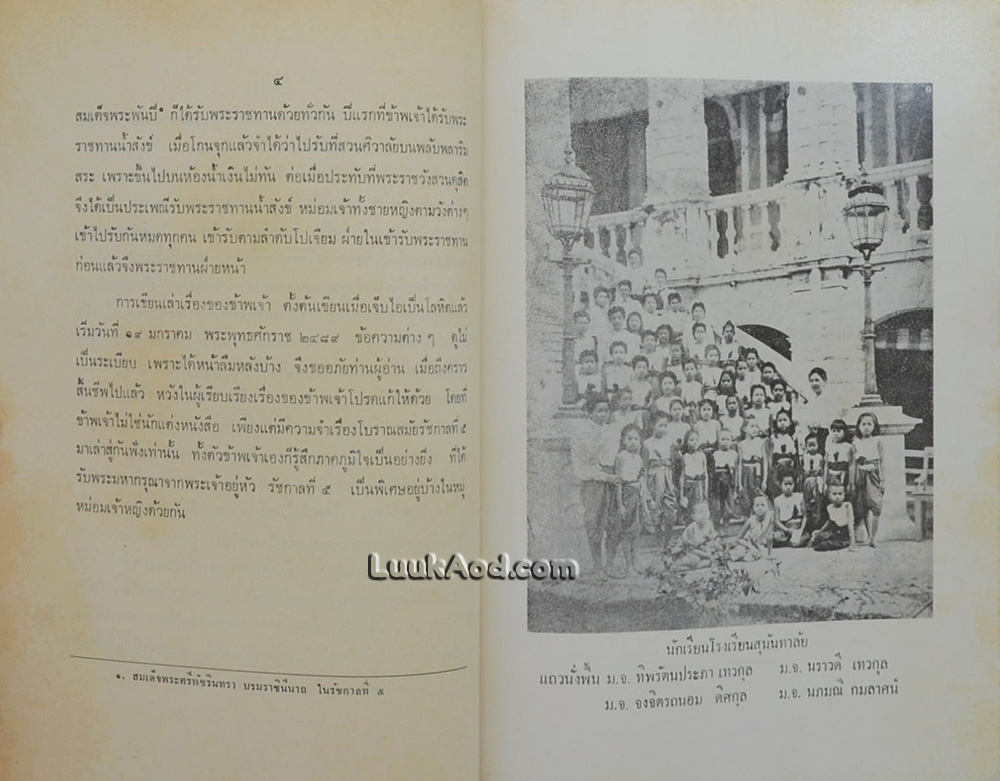 ๔
สมเด็จพระพันปี๑ ก็ได้รับพระราชทานด้วยทั่วกัน ปีแรกที่ข้าพเจ้าได้รับพระ
ราชทานน้ำสังข์ เมื่อโกนจุกแล้วจำได้ว่าไปรับที่สวนศิวาลัยบนพลับพลาริม
สระ เพราะขึ้นไปบนห้องน้ำเงินไม่ทัน ต่อเมื่อประทับที่พระราชวังสวนดุสิต
จึงได้เป็นประเพณีรับพระราชทานน้ำสังข์ หม่อมเจ้าทั้งชายหญิงตามวังต่างๆ
เข้าไปรับกันหมดทุกคน เข้ารับตามลำดับโปเจียม ฝ่ายในเข้ารับพระราชทาน
ก่อนแล้วจึงพระราชทานฝ่ายหน้า
การเขียนเล่าเรื่องของข้าพเจ้า ตั้งต้นเขียนเมื่อเจ็บไอเป็นโลหิตแล้ว
เริ่มวันที่ ๑๙ มกราคม พระพุทธศักราช ๒๔๘๙ ข้อความต่าง ๆ ดูไม่
เป็นระเบียบ เพราะได้หน้าลืมหลังบ้าง จึงขออภัยท่านผู้อ่าน เมื่อถึงคราว
สิ้นชีพไปแล้ว หวังในผู้เรียบเรียงเรื่องของข้าพเจ้าโปรดแก้ให้ด้วย โดยที่
ข้าพเจ้าไม่ใช่นักแต่งหนังสือ เพียงแต่มีความจำเรื่องโบราณสมัยรัชกาลที่ ๕
มาเล่าสู่กันฟังเท่านั้น ทั้งตัวข้าพเจ้าเองก็รู้สึกภาคภูมิใจเป็นอย่างยิ่ง ที่ได้
รับพระมหากรุณาจากพระเจ้าอยู่หัว รัชกาลที่ ๕ เป็นพิเศษอยู่บ้างในหมู่
หม่อมเจ้าหญิงด้วยกัน
๑. สมเด็จพระศรีพัชรินทรา บรมราชินีนาถ ในรัชกาลที่ ๕
LuukAod.com
นักเรียนโรงเรียนสุนันทาลัย
แถวนั่งพื้น ม.จ. ทิพรัตนประภา เทวกุล ม.จ. นราวดี เทวกุล
ม.จ. จงจิตรถนอม ดิศกุล ม.จ. นภมณี กมลาศน์